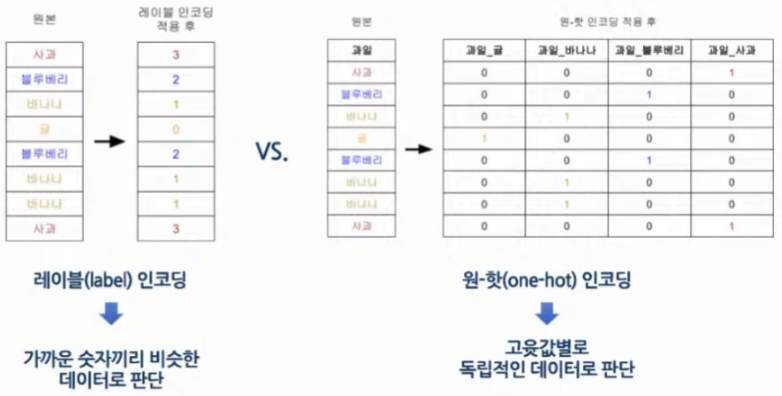 원본
레이블 인코딩
적용 후
사과 3
블루베리 2
바나나 1
귤 0
블루베리 2
바나나 1
바나나 1
사과 3
레이블(label) 인코딩
가까운 숫자끼리 비슷한
데이터로 판단
VS.
원본
원-핫 인코딩 적용 후
과일 과일_귤 과일_바나나 과일_블루베리 과일_사과
사과 0 0 0 1
블루베리 0 0 1 0
바나나 0 1 0 0
귤 1 0 0 0
블루베리 0 0 1 0
바나나 0 1 0 0
바나나 0 1 0 0
사과 0 0 0 1
원-핫(one-hot) 인코딩
고윳값별로
독립적인 데이터로 판단